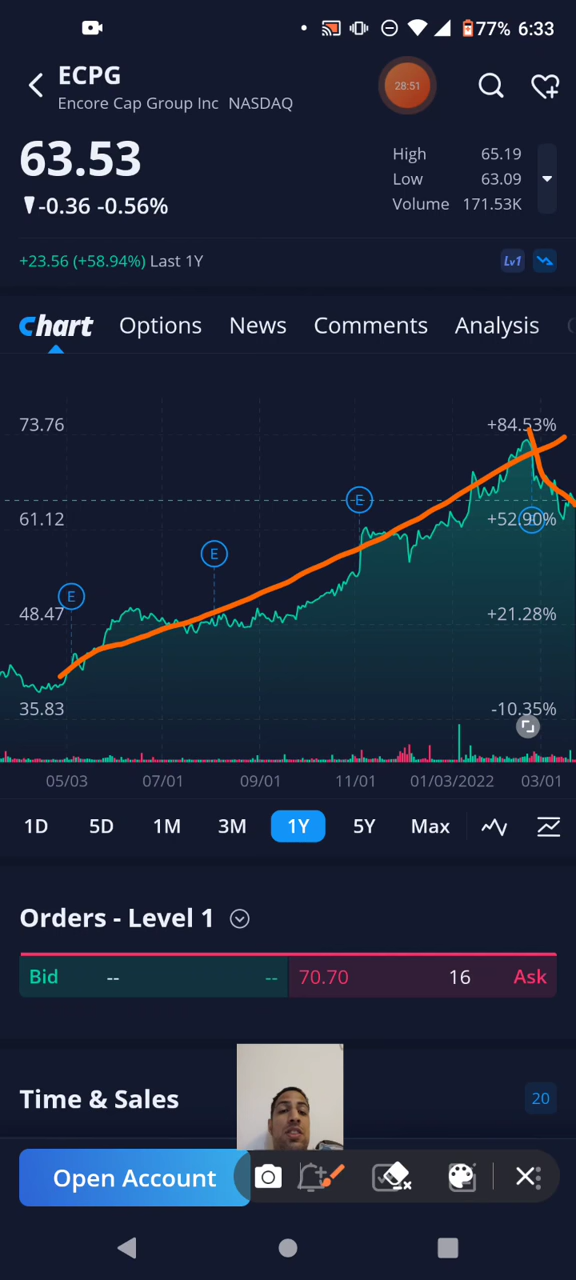 77% 6:33
ECPG
Encore Cap Group Inc NASDAQ
28:51
63.53
-0.36 -0.56%
High 65.19
Low 63.09
Volume 171.53K
+23.56 (+58.94%) Last 1Y
Lv1
Chart Options News Comments Analysis
73.76 +84.53%
61.12 +52.90%
48.47 +21.28%
35.83 -10.35%
E
E
E
05/03 07/01 09/01 11/01 01/03/2022 03/01
1D 5D 1M 3M 1Y 5Y Max
Orders - Level 1
Bid -- -- 70.70 16 Ask
Time & Sales 20
Open Account